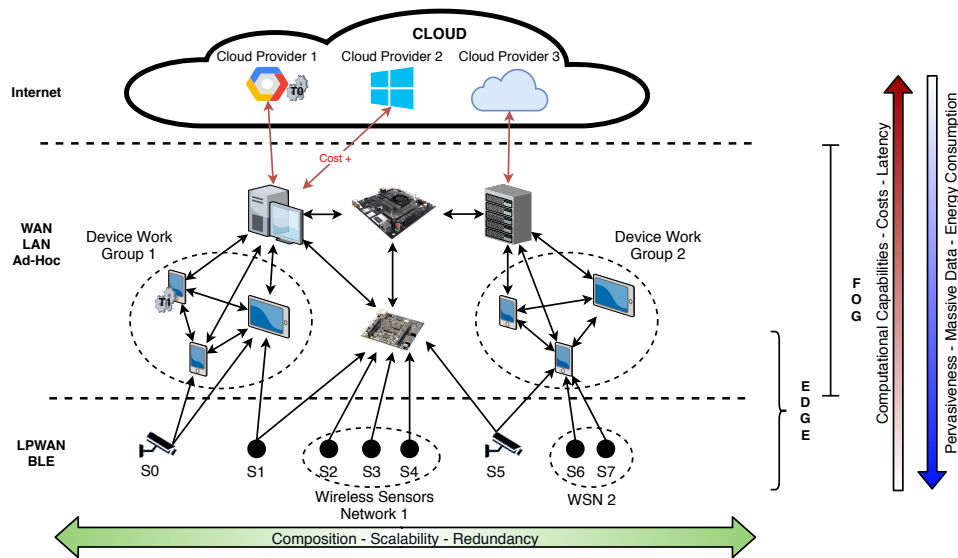 CLOUD
Cloud Provider 1
Cloud Provider 2
Cloud Provider 3
T0
Internet
Cost +
WAN
LAN
Ad-Hoc
Device Work
Group 1
Device Work
Group 2
T1
FOG
EDGE
LPWAN
BLE
S0
S1
S2
S3
S4
S5
S6
S7
Wireless Sensors
Network 1
WSN 2
Composition - Scalability - Redundancy
Computational Capabilities - Costs - Latency
Pervasiveness - Massive Data - Energy Consumption